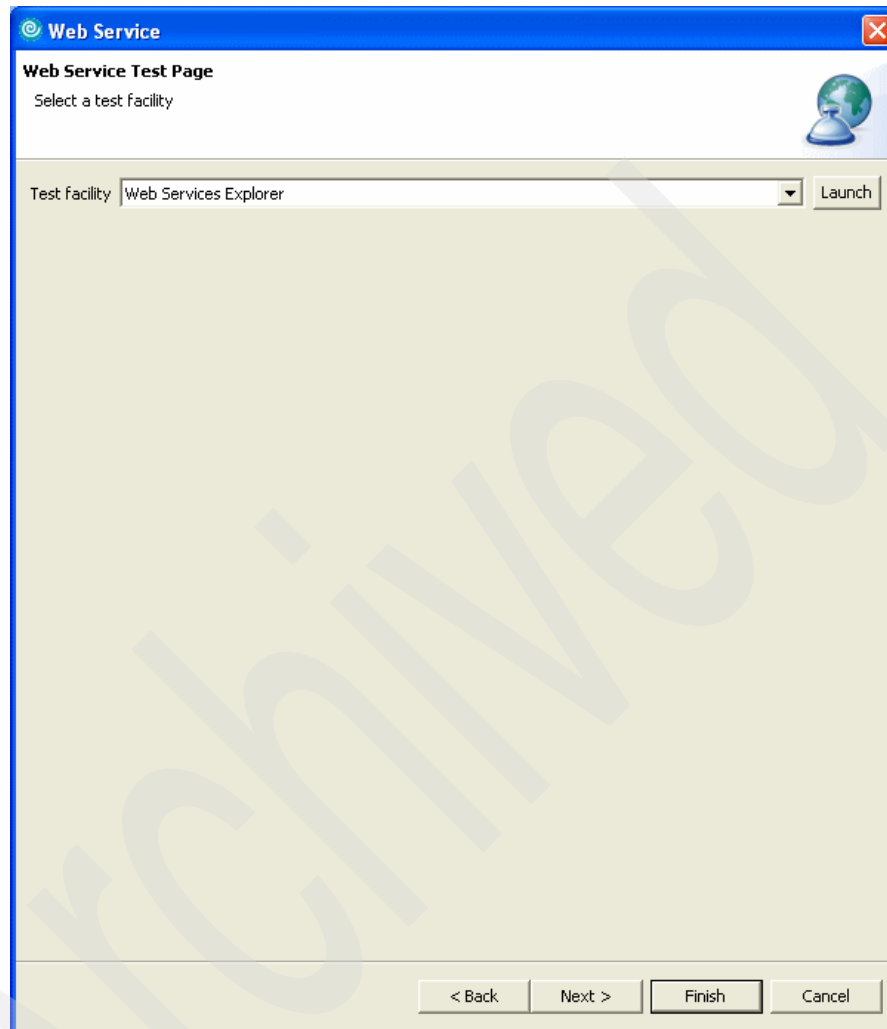 Web Service
Web Service Test Page
Select a test facility
Test facility Web Services Explorer Launch
< Back Next > Finish Cancel
Archived